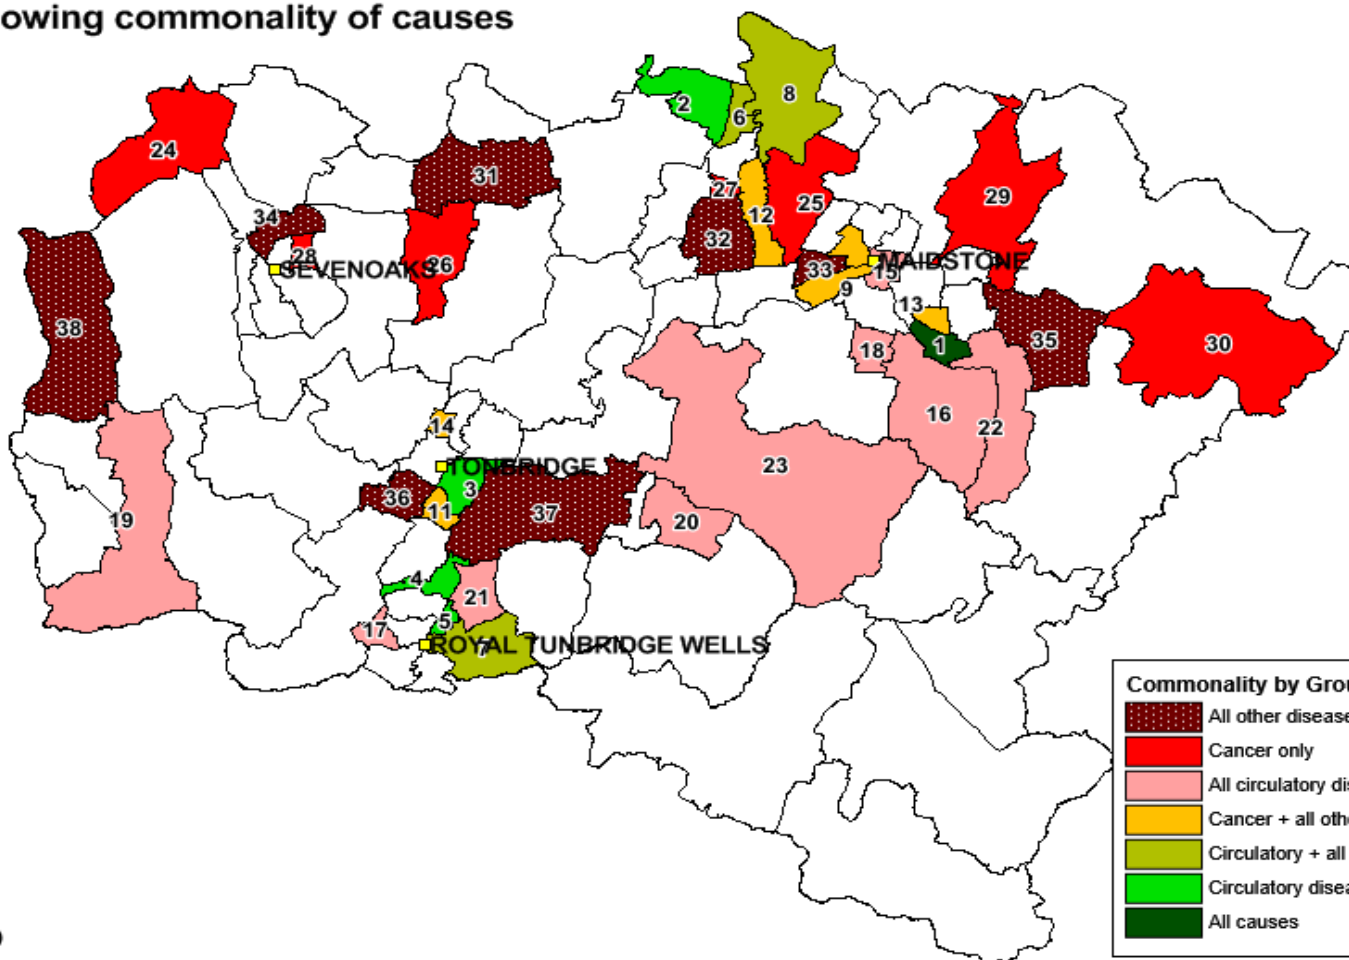 owing commonality of causes
8
2
6
24
31
27
25
29
12
34
32
28
26
SEVENOAKS
33
MAIDSTONE
15
9
13
38
1
35
30
18
16
22
14
23
TONBRIDGE
3
36
11
37
19
20
4
21
5
17
ROYAL TUNBRIDGE WELLS
7
Commonality by Grou
All other disease
Cancer only
All circulatory dis
Cancer + all othe
Circulatory + all
Circulatory disea
All causes